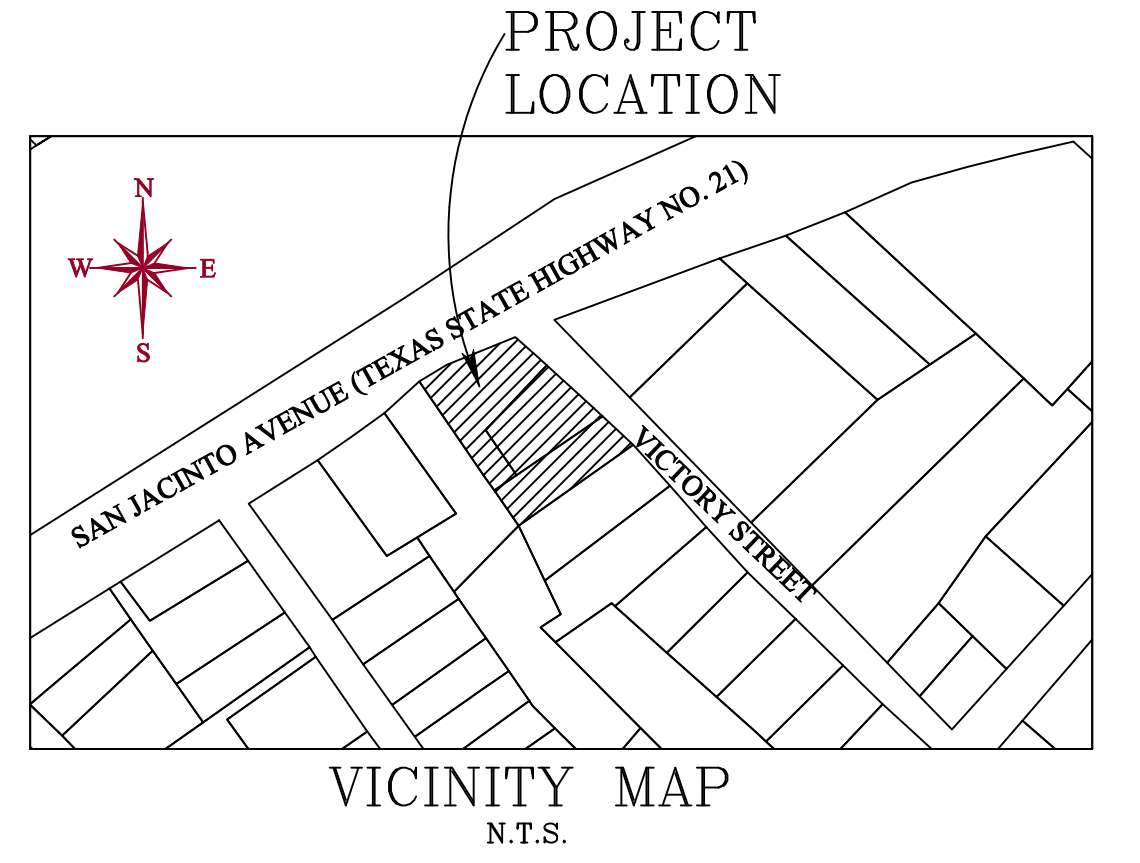 PROJECT
LOCATION
N
W E
S
SAN JACINTO AVENUE (TEXAS STATE HIGHWAY NO. 21)
VICTORY STREET
VICINITY MAP
N.T.S.